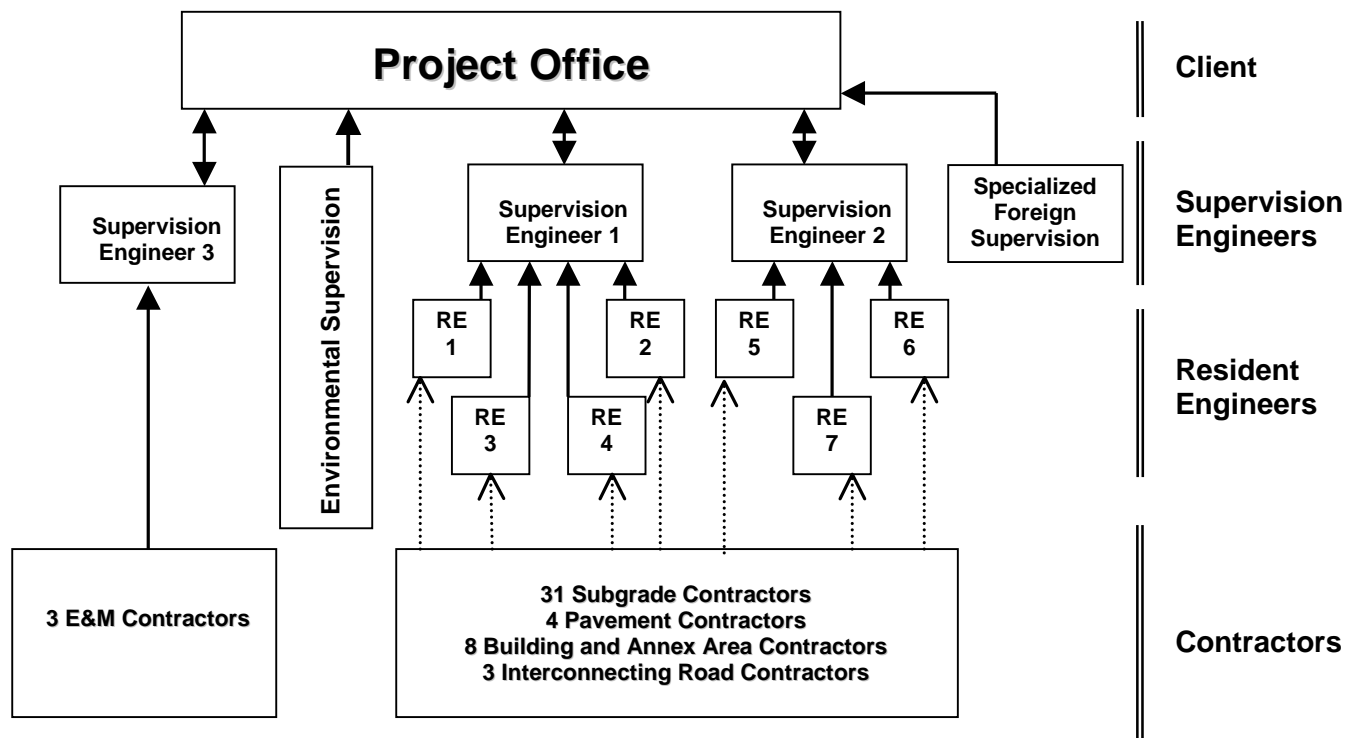 Project Office
Client
Supervision
Engineer 3
Environmental Supervision
Supervision
Engineer 1
Supervision
Engineer 2
Specialized
Foreign
Supervision
Supervision
Engineers
RE
1
RE
2
RE
5
RE
6
RE
3
RE
4
RE
7
Resident
Engineers
3 E&M Contractors
31 Subgrade Contractors
4 Pavement Contractors
8 Building and Annex Area Contractors
3 Interconnecting Road Contractors
Contractors